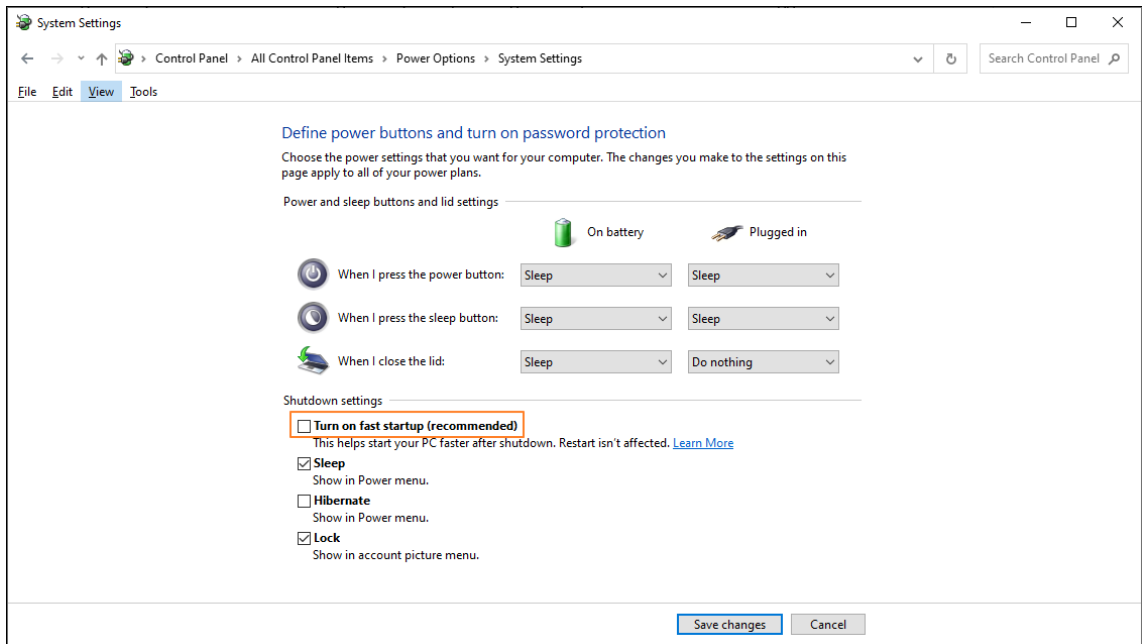 System Settings
Control Panel > All Control Panel Items > Power Options > System Settings
Search Control Panel
File Edit View Tools
Define power buttons and turn on password protection
Choose the power settings that you want for your computer. The changes you make to the settings on this
page apply to all of your power plans.
Power and sleep buttons and lid settings
On battery Plugged in
When I press the power button: Sleep Sleep
When I press the sleep button: Sleep Sleep
When I close the lid: Sleep Do nothing
Shutdown settings
Turn on fast startup (recommended)
This helps start your PC faster after shutdown. Restart isn't affected. Learn More
Sleep
Show in Power menu.
Hibernate
Show in Power menu.
Lock
Show in account picture menu.
Save changes Cancel